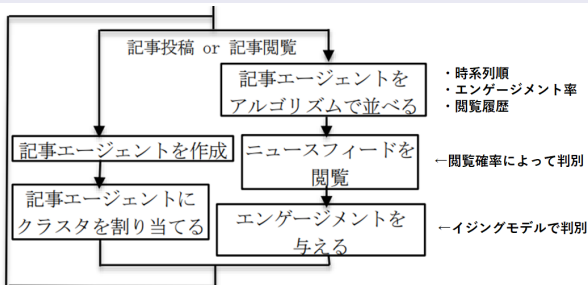 記事投稿 or 記事閲覧
記事エージェントを
アルゴリズムで並べる
・時系列順
・エンゲージメント率
・閲覧履歴
記事エージェントを作成
ニュースフィードを
閲覧
←閲覧確率によって判別
記事エージェントに
クラスタを割り当てる
エンゲージメントを
与える
←イジングモデルで判別